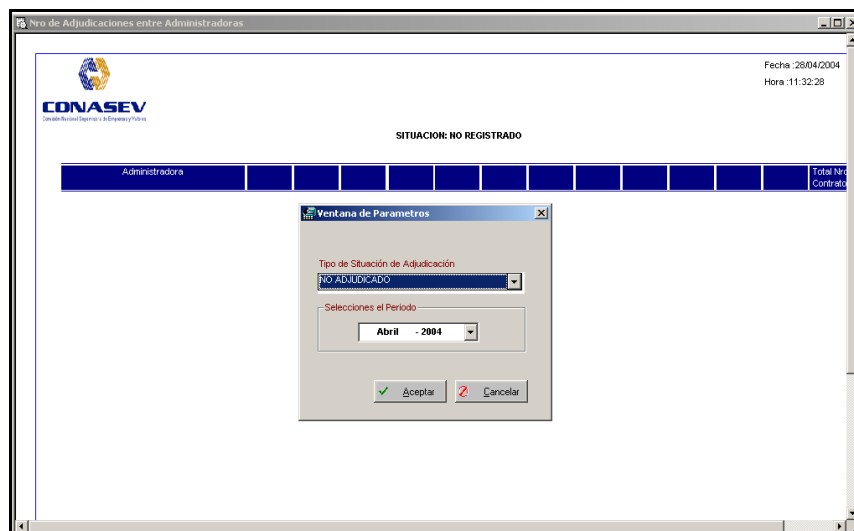 Nro de Adjudicaciones entre Administradoras
Fecha :28/04/2004
Hora :11:32:28
CONASEV
SITUACION: NO REGISTRADO
Administradora
Total Nro
Contrato
Ventana de Parametros
Tipo de Situación de Adjudicación
NO ADJUDICADO
Selecciones el Periodo
Abril - 2004
Aceptar
Cancelar